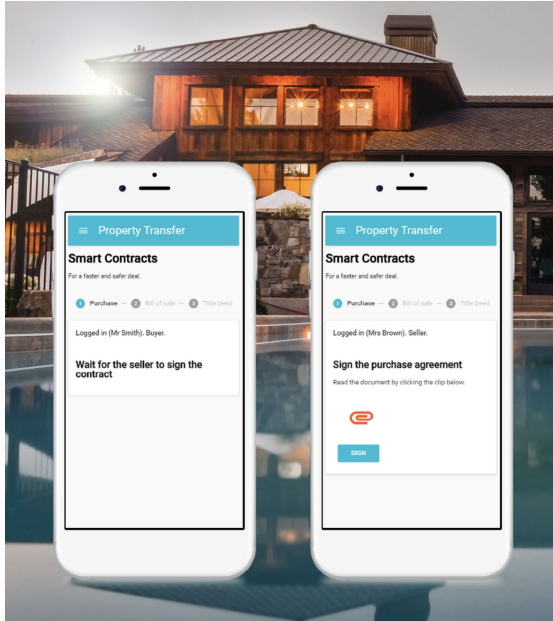 Property Transfer
Smart Contracts
For a faster and safer deal.
1 Purchase — 2 Bill of sale — 3 Title Deed
Logged in (Mr Smith). Buyer.
Wait for the seller to sign the
contract
Property Transfer
Smart Contracts
For a faster and safer deal.
1 Purchase — 2 Bill of sale — 3 Title Deed
Logged in (Mrs Brown). Seller.
Sign the purchase agreement
Read the document by clicking the clip below.
SIGN